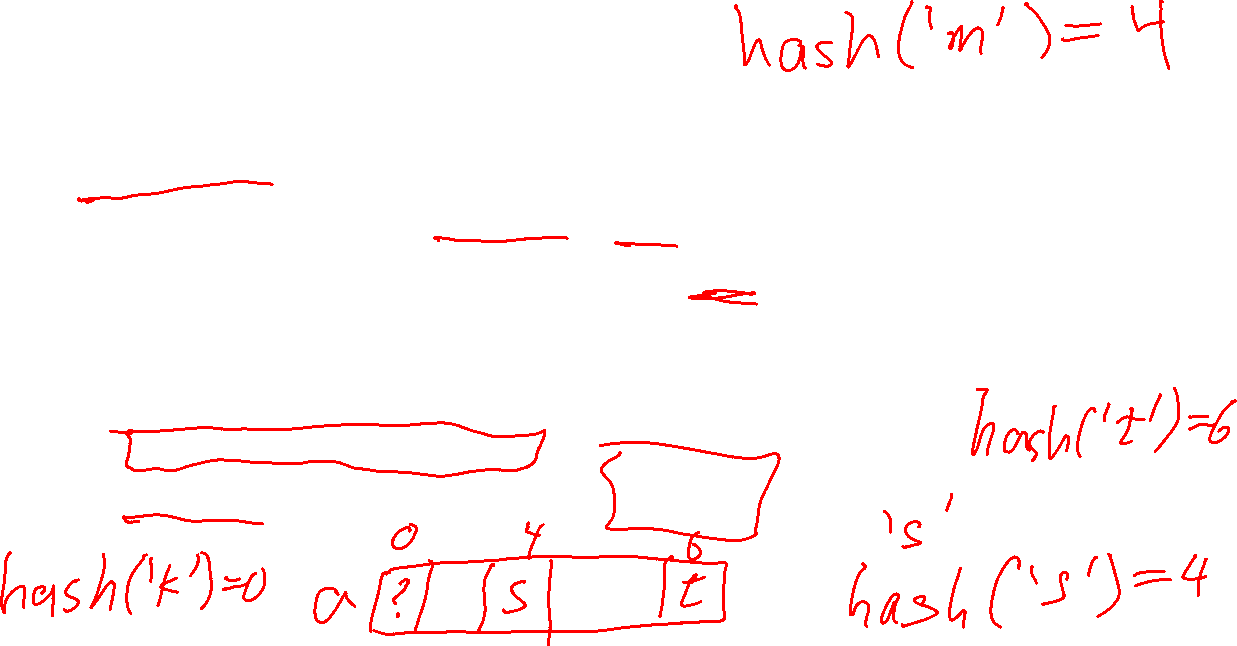 hash('m') = 4
hash('t') = 6
's'
0 4 6
hash('k') = 0
a ? s t
hash('s') = 4